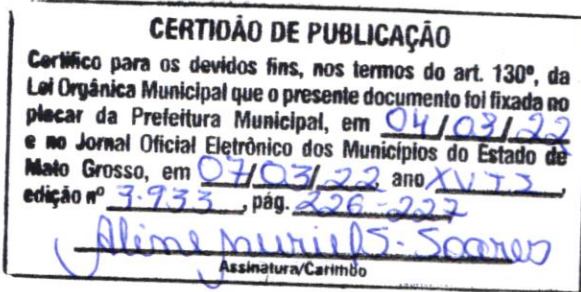 CERTIDÃO DE PUBLICAÇÃO
Certifico para os devidos fins, nos termos do art. 130º, da
Lei Orgânica Municipal que o presente documento foi fixada no
placar da Prefeitura Municipal, em 04/03/22
e no Jornal Oficial Eletrônico dos Municípios do Estado de
Mato Grosso, em 07/03/22 ano
edição nº 3.933, pág. 226-227
Aline S. Soares
Assinatura/Carimbo